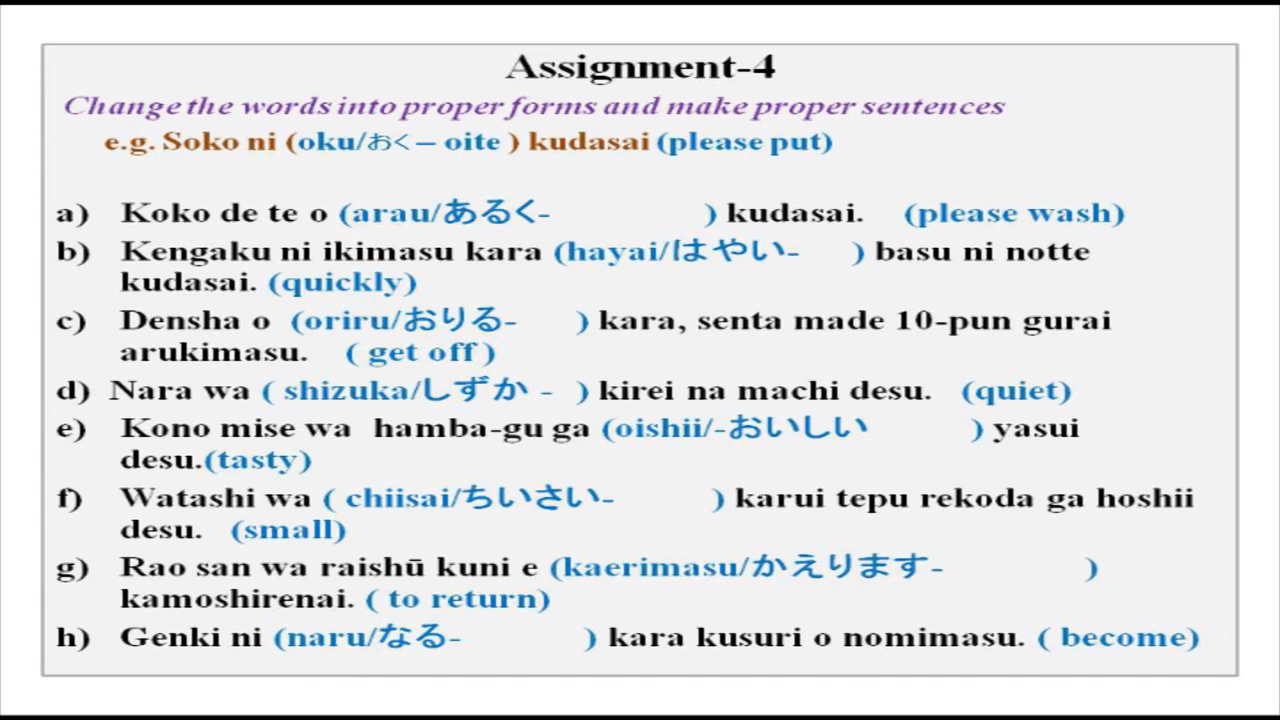 Assignment-4
Change the words into proper forms and make proper sentences
e.g. Soko ni (oku/おく – oite ) kudasai (please put)
a) Koko de te o (arau/あるく- ) kudasai. (please wash)
b) Kengaku ni ikimasu kara (hayai/はやい- ) basu ni notte
kudasai. (quickly)
c) Densha o (oriru/おりる- ) kara, senta made 10-pun gurai
arukimasu. ( get off )
d) Nara wa ( shizuka/しずか - ) kirei na machi desu. (quiet)
e) Kono mise wa hamba-gu ga (oishii/-おいしい ) yasui
desu.(tasty)
f) Watashi wa ( chiisai/ちいさい- ) karui tepu rekoda ga hoshii
desu. (small)
g) Rao san wa raishū kuni e (kaerimasu/かえります- )
kamoshirenai. ( to return)
h) Genki ni (naru/なる- ) kara kusuri o nomimasu. ( become)